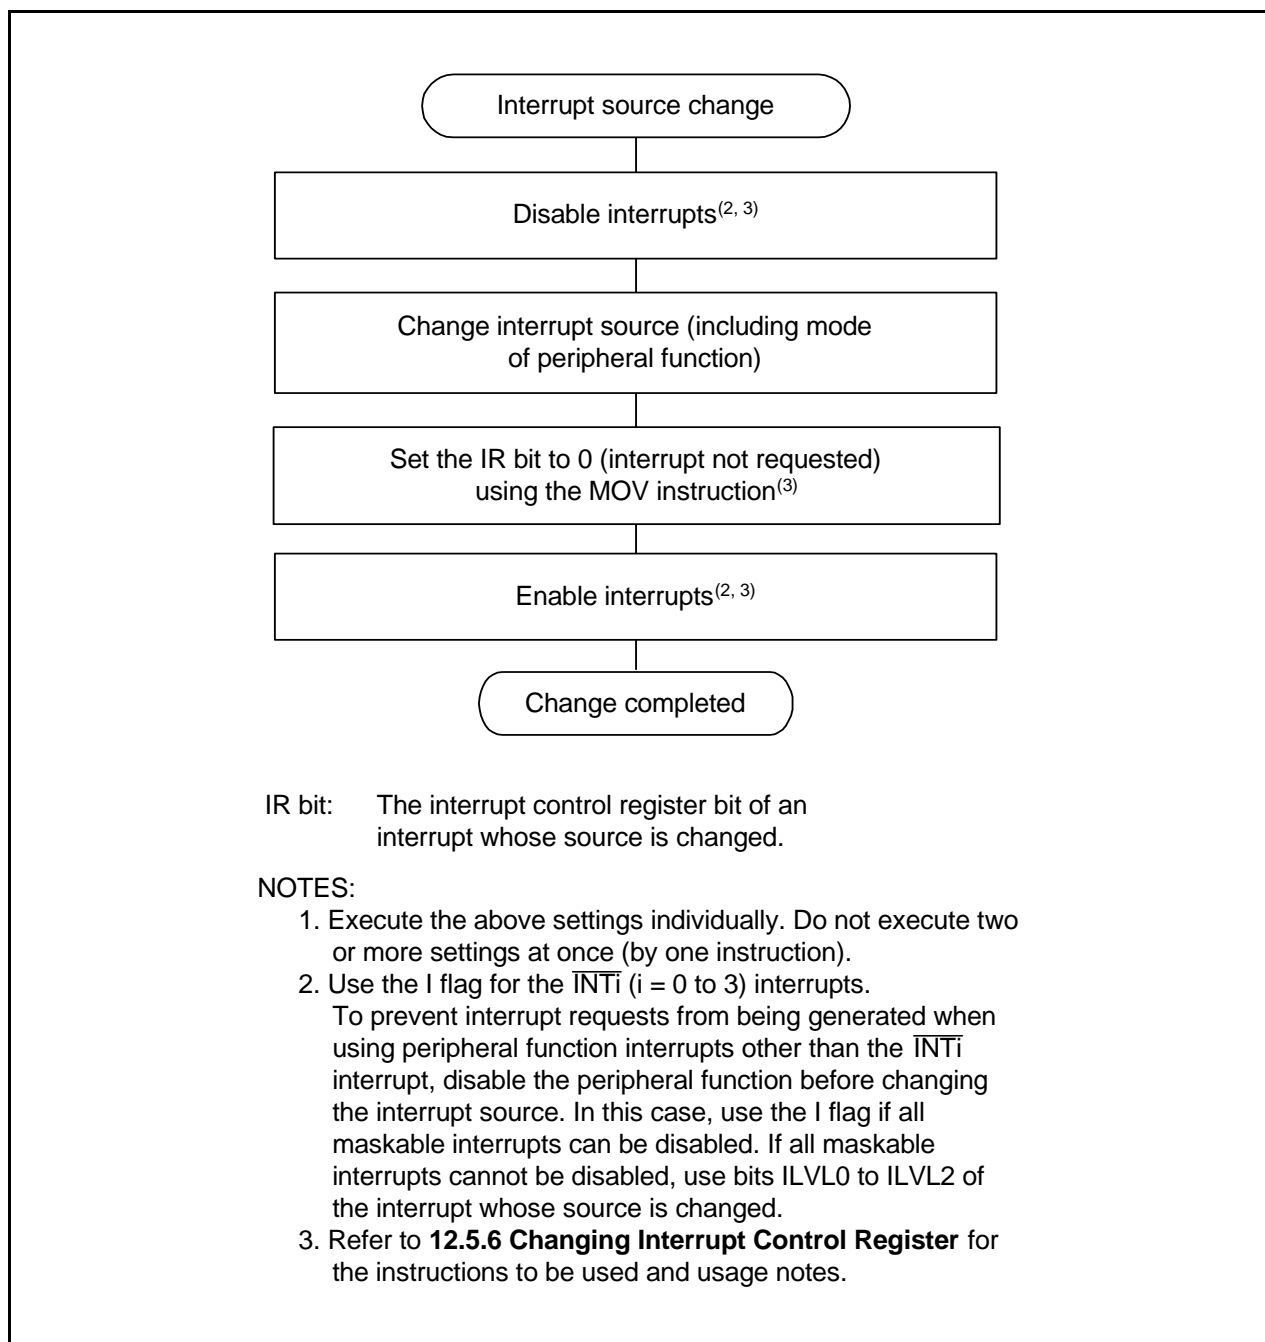 Interrupt source change
Disable interrupts(2, 3)
Change interrupt source (including mode
of peripheral function)
Set the IR bit to 0 (interrupt not requested)
using the MOV instruction(3)
Enable interrupts(2, 3)
Change completed
IR bit: The interrupt control register bit of an
interrupt whose source is changed.
NOTES:
1. Execute the above settings individually. Do not execute two
or more settings at once (by one instruction).
2. Use the I flag for the I̅N̅T̅i̅ (i = 0 to 3) interrupts.
To prevent interrupt requests from being generated when
using peripheral function interrupts other than the I̅N̅T̅i̅
interrupt, disable the peripheral function before changing
the interrupt source. In this case, use the I flag if all
maskable interrupts can be disabled. If all maskable
interrupts cannot be disabled, use bits ILVL0 to ILVL2 of
the interrupt whose source is changed.
3. Refer to 12.5.6 Changing Interrupt Control Register for
the instructions to be used and usage notes.